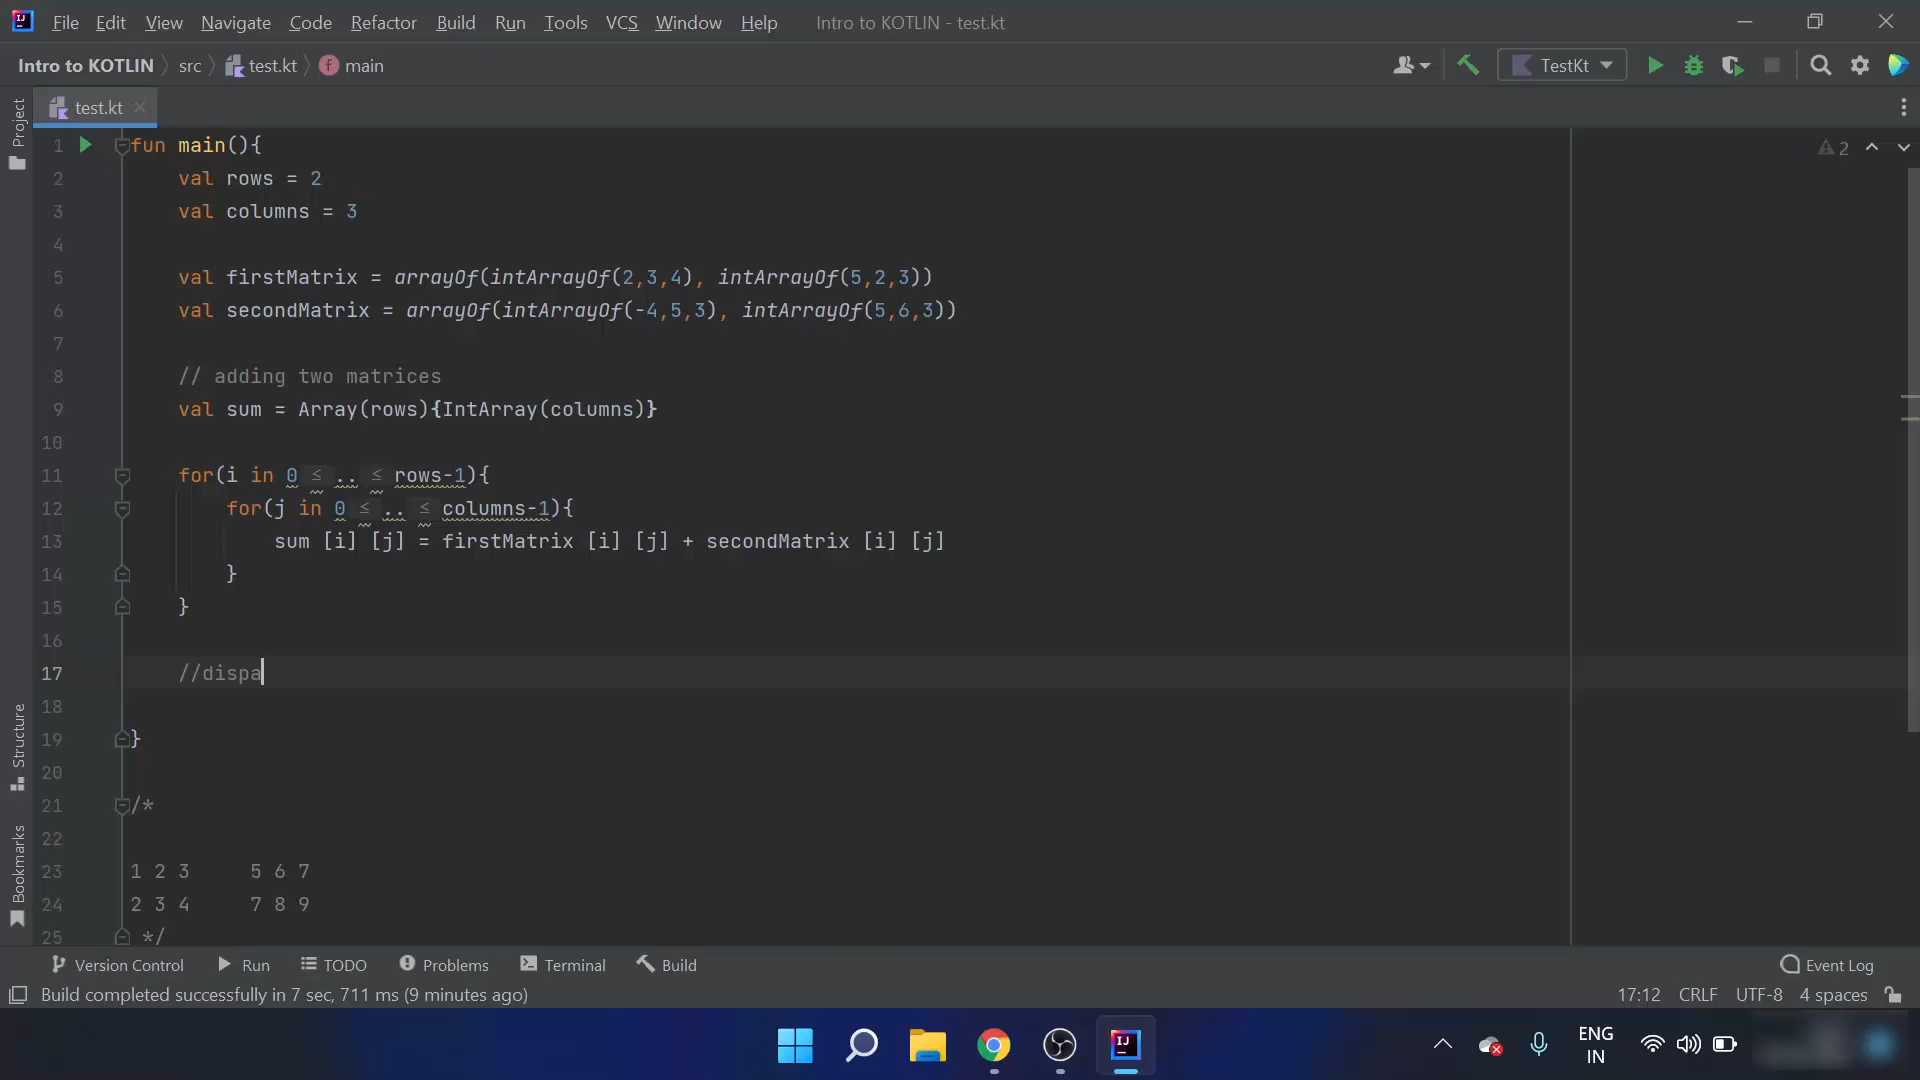 File Edit View Navigate Code Refactor Build Run Tools VCS Window Help Intro to KOTLIN - test.kt
Intro to KOTLIN src test.kt f main TestKt
test.kt
Project
1 fun main(){
2 val rows = 2
3 val columns = 3
4
5 val firstMatrix = arrayOf(intArrayOf(2,3,4), intArrayOf(5,2,3))
6 val secondMatrix = arrayOf(intArrayOf(-4,5,3), intArrayOf(5,6,3))
7
8 // adding two matrices
9 val sum = Array(rows){IntArray(columns)}
10
11 for(i in 0 ≤ .. ≤ rows-1){
12 for(j in 0 ≤ .. ≤ columns-1){
13 sum [i] [j] = firstMatrix [i] [j] + secondMatrix [i] [j]
14 }
15 }
16
17 //dispa
18
19 }
20
21 /*
22
23 1 2 3 5 6 7
24 2 3 4 7 8 9
25 */
2
Structure
Bookmarks
Version Control Run TODO Problems Terminal Build Event Log
Build completed successfully in 7 sec, 711 ms (9 minutes ago) 17:12 CRLF UTF-8 4 spaces
IJ
ENG
IN